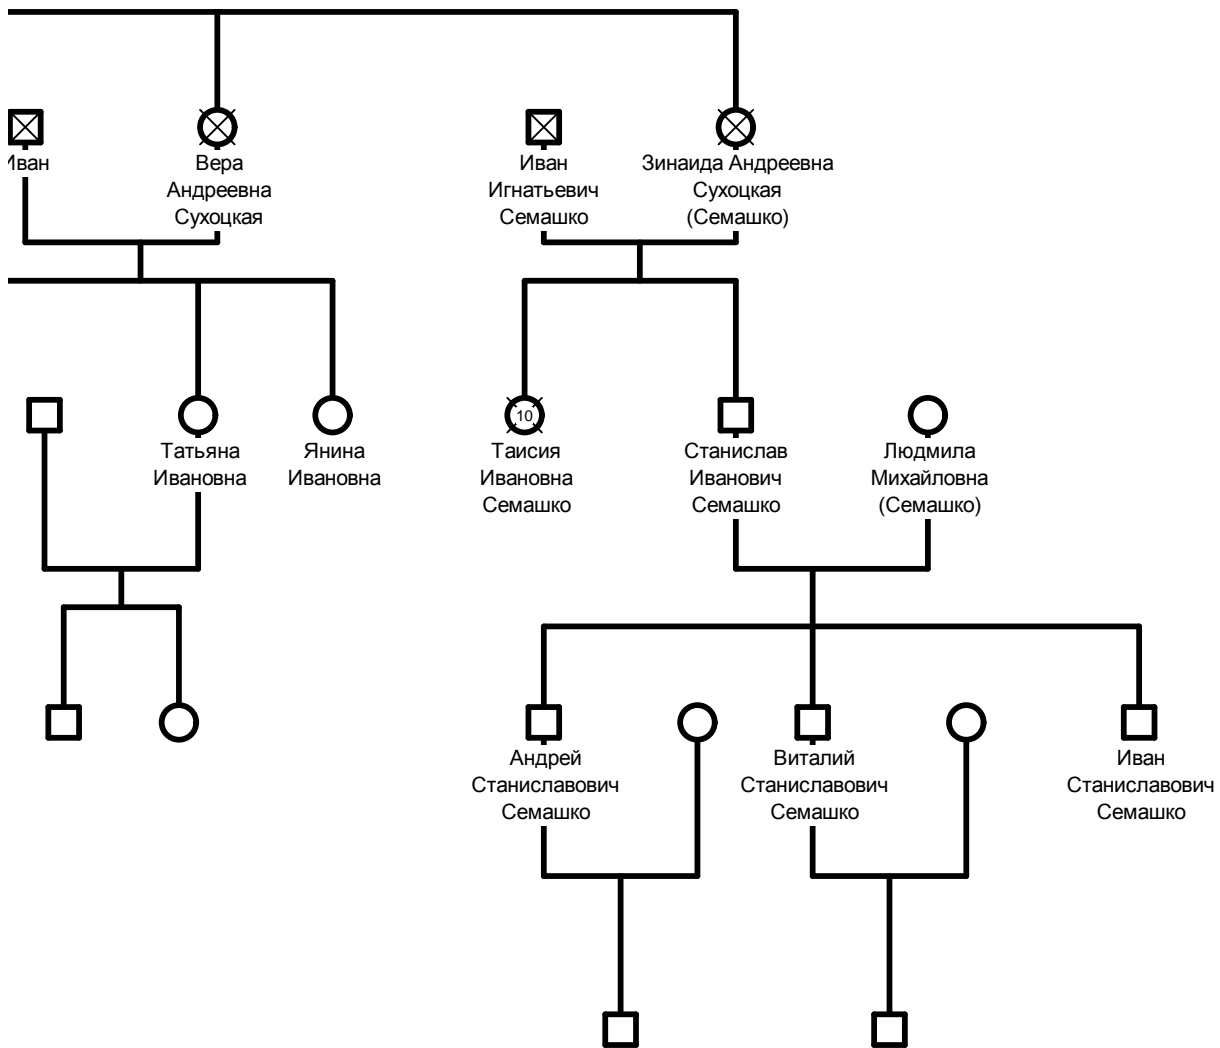 Иван
Вера
Андреевна
Сухоцкая
Иван
Игнатьевич
Семашко
Зинаида Андреевна
Сухоцкая
(Семашко)
Татьяна
Ивановна
Янина
Ивановна
10
Таисия
Ивановна
Семашко
Станислав
Иванович
Семашко
Людмила
Михайловна
(Семашко)
Андрей
Станиславович
Семашко
Виталий
Станиславович
Семашко
Иван
Станиславович
Семашко